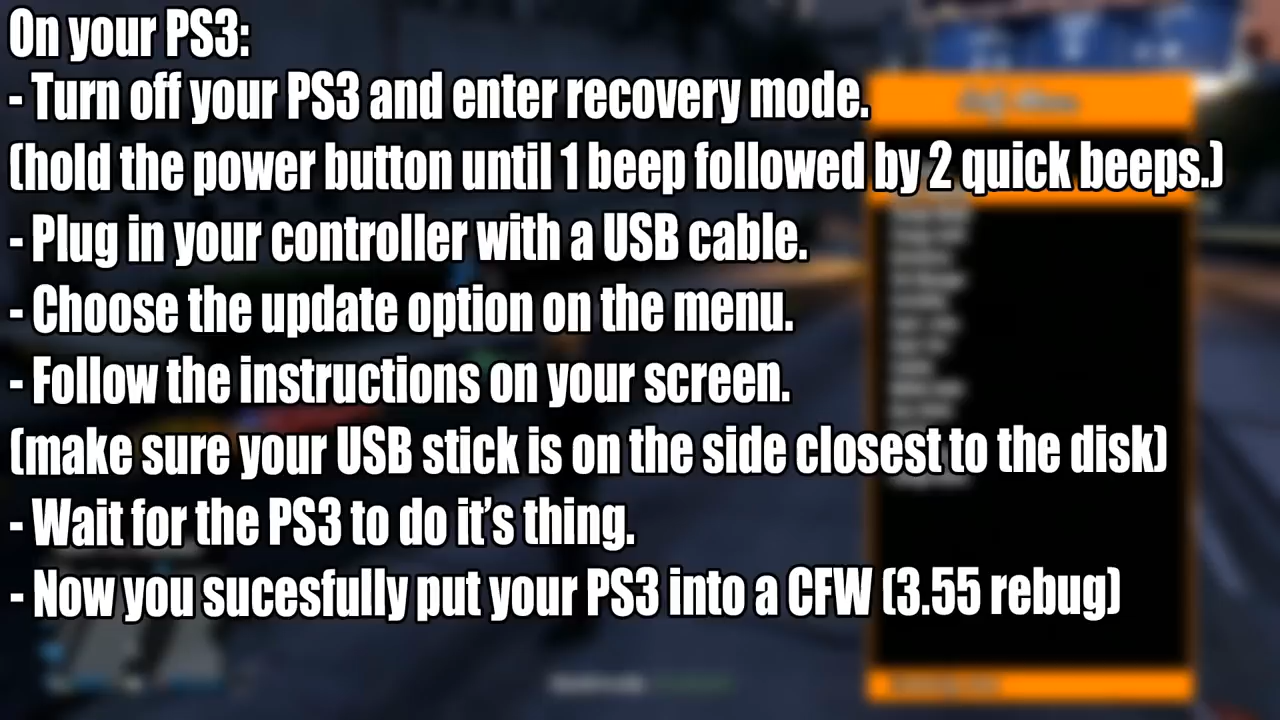 On your PS3:
- Turn off your PS3 and enter recovery mode.
(hold the power button until 1 beep followed by 2 quick beeps.)
- Plug in your controller with a USB cable.
- Choose the update option on the menu.
- Follow the instructions on your screen.
(make sure your USB stick is on the side closest to the disk)
- Wait for the PS3 to do it’s thing.
- Now you sucesfully put your PS3 into a CFW (3.55 rebug)